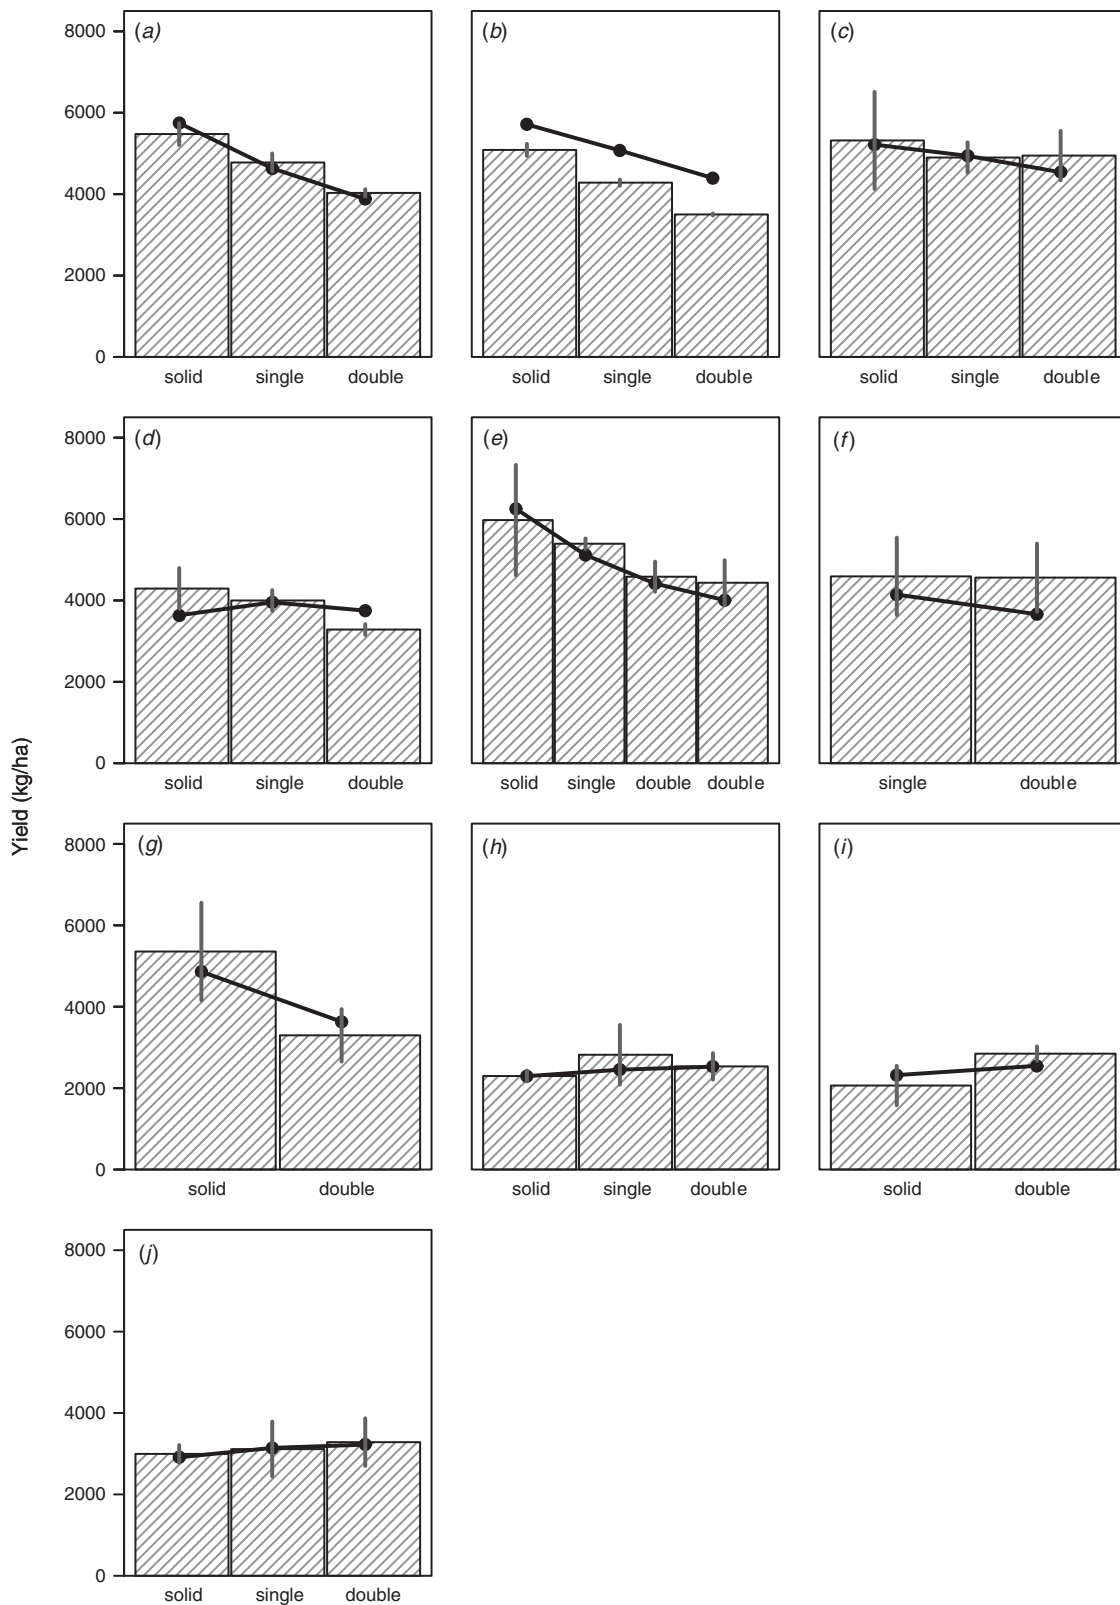 Yield (kg/ha)
(a) (b) (c)
8000
6000
4000
2000
0
solid single double solid single double solid single double
(d) (e) (f)
8000
6000
4000
2000
0
solid single double solid single double double single double
(g) (h) (i)
8000
6000
4000
2000
0
solid double solid single double solid double
(j)
8000
6000
4000
2000
0
solid single double